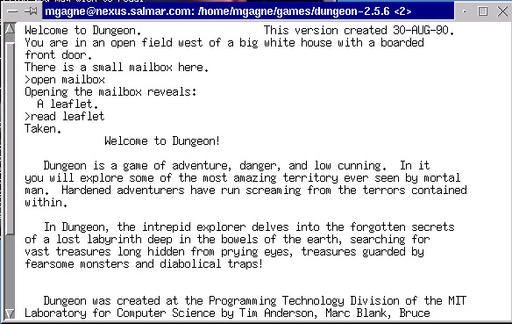 mgagne@nexus.salmar.com: /home/mgagne/games/dungeon-2.5.6 <2>
Welcome to Dungeon. This version created 30-AUG-90.
You are in an open field west of a big white house with a boarded
front door.
There is a small mailbox here.
>open mailbox
Opening the mailbox reveals:
A leaflet.
>read leaflet
Taken.
Welcome to Dungeon!
Dungeon is a game of adventure, danger, and low cunning. In it
you will explore some of the most amazing territory ever seen by mortal
man. Hardened adventurers have run screaming from the terrors contained
within.
In Dungeon, the intrepid explorer delves into the forgotten secrets
of a lost labyrinth deep in the bowels of the earth, searching for
vast treasures long hidden from prying eyes, treasures guarded by
fearsome monsters and diabolical traps!
Dungeon was created at the Programming Technology Division of the MIT
Laboratory for Computer Science by Tim Anderson, Marc Blank, Bruce